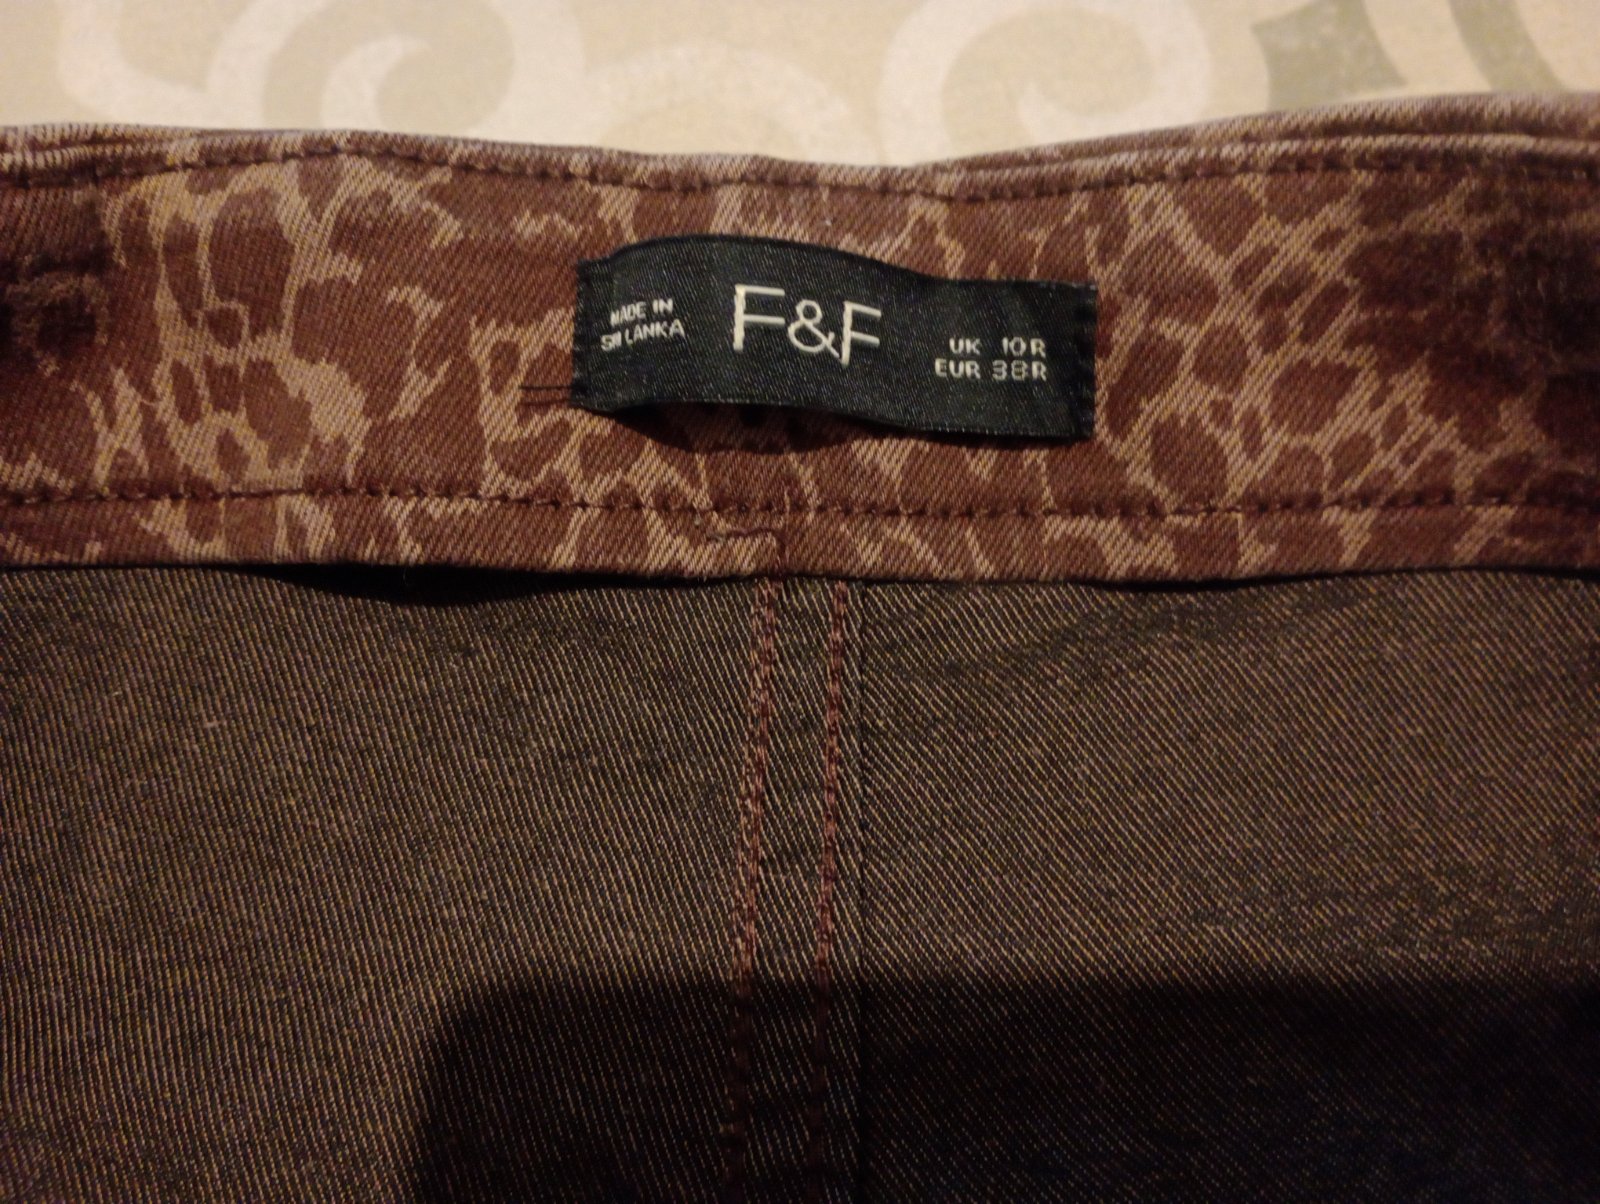 MADE IN
SRI LANKA
F&F
UK 10R
EUR 38R